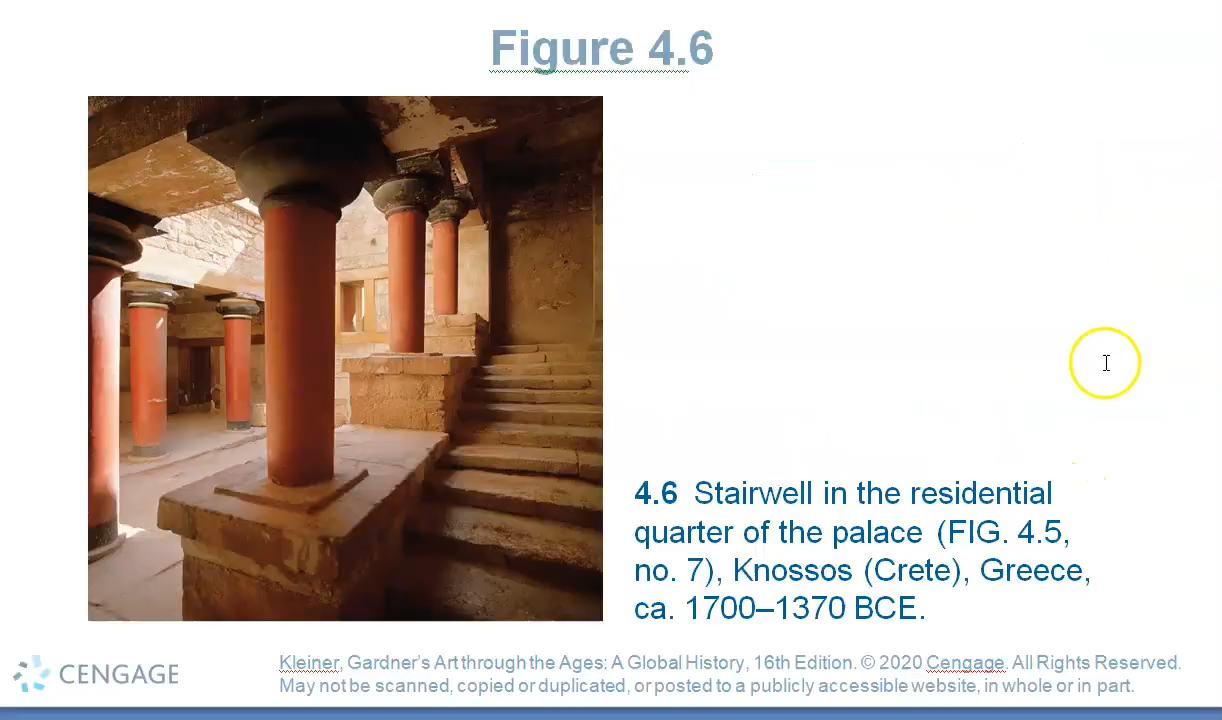 Figure 4.6
4.6 Stairwell in the residential
quarter of the palace (FIG. 4.5,
no. 7), Knossos (Crete), Greece,
ca. 1700–1370 BCE.
CENGAGE
Kleiner, Gardner's Art through the Ages: A Global History, 16th Edition. © 2020 Cengage. All Rights Reserved.
May not be scanned, copied or duplicated, or posted to a publicly accessible website, in whole or in part.